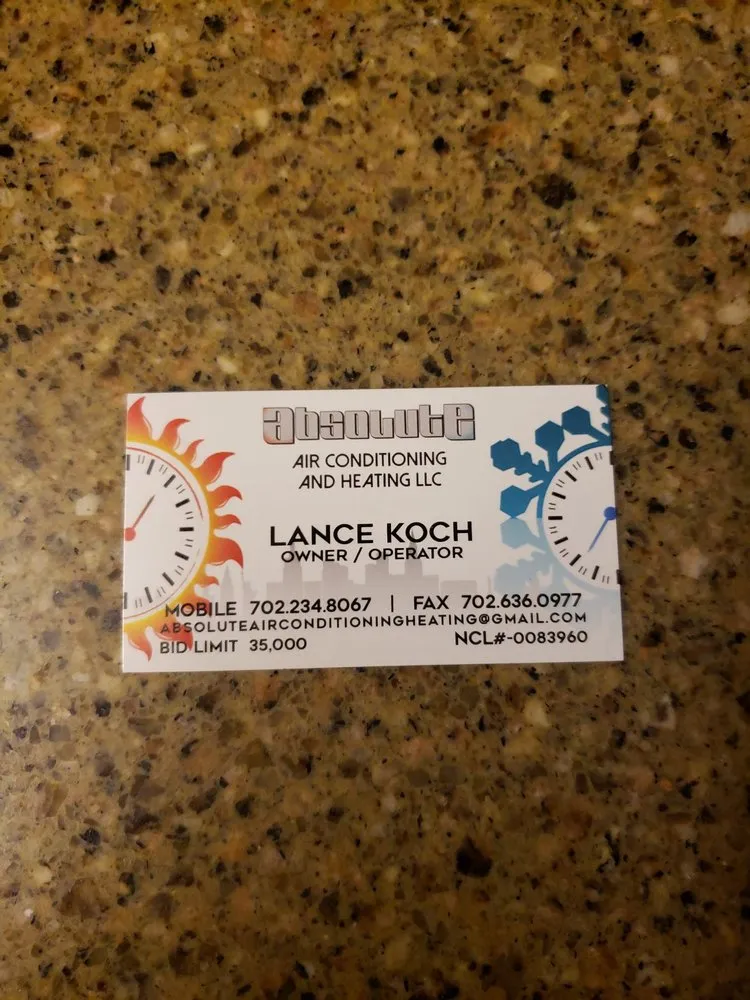 absolute
AIR CONDITIONING
AND HEATING LLC
LANCE KOCH
OWNER / OPERATOR
MOBILE 702.234.8067 | FAX 702.636.0977
ABSOLUTEAIRCONDITIONINGHEATING@GMAIL.COM
BID LIMIT 35,000 NCL#-0083960